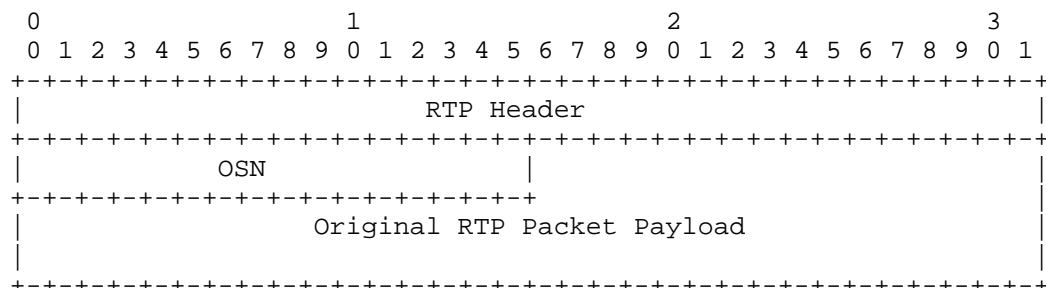 0                   1                   2                   3
 0 1 2 3 4 5 6 7 8 9 0 1 2 3 4 5 6 7 8 9 0 1 2 3 4 5 6 7 8 9 0 1
+-+-+-+-+-+-+-+-+-+-+-+-+-+-+-+-+-+-+-+-+-+-+-+-+-+-+-+-+-+-+-+-+
|                         RTP Header                            |
+-+-+-+-+-+-+-+-+-+-+-+-+-+-+-+-+-+-+-+-+-+-+-+-+-+-+-+-+-+-+-+-+
|            OSN                |                               |
+-+-+-+-+-+-+-+-+-+-+-+-+-+-+-+-+                               |
|                  Original RTP Packet Payload                  |
|                                                               |
+-+-+-+-+-+-+-+-+-+-+-+-+-+-+-+-+-+-+-+-+-+-+-+-+-+-+-+-+-+-+-+-+